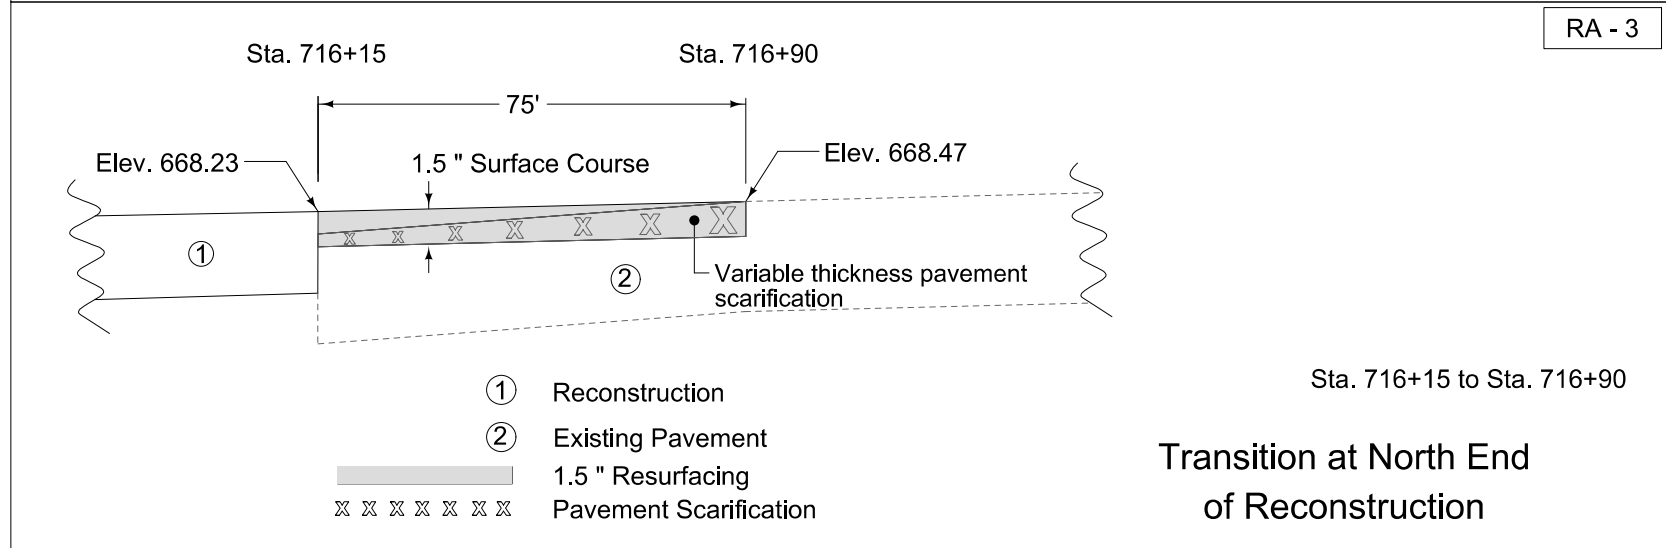 RA - 3
Sta. 716+15
Sta. 716+90
75'
Elev. 668.23
1.5 " Surface Course
Elev. 668.47
1
2
Variable thickness pavement
scarification
Sta. 716+15 to Sta. 716+90
1 Reconstruction
2 Existing Pavement
1.5 " Resurfacing
X X X X X X X Pavement Scarification
Transition at North End
of Reconstruction